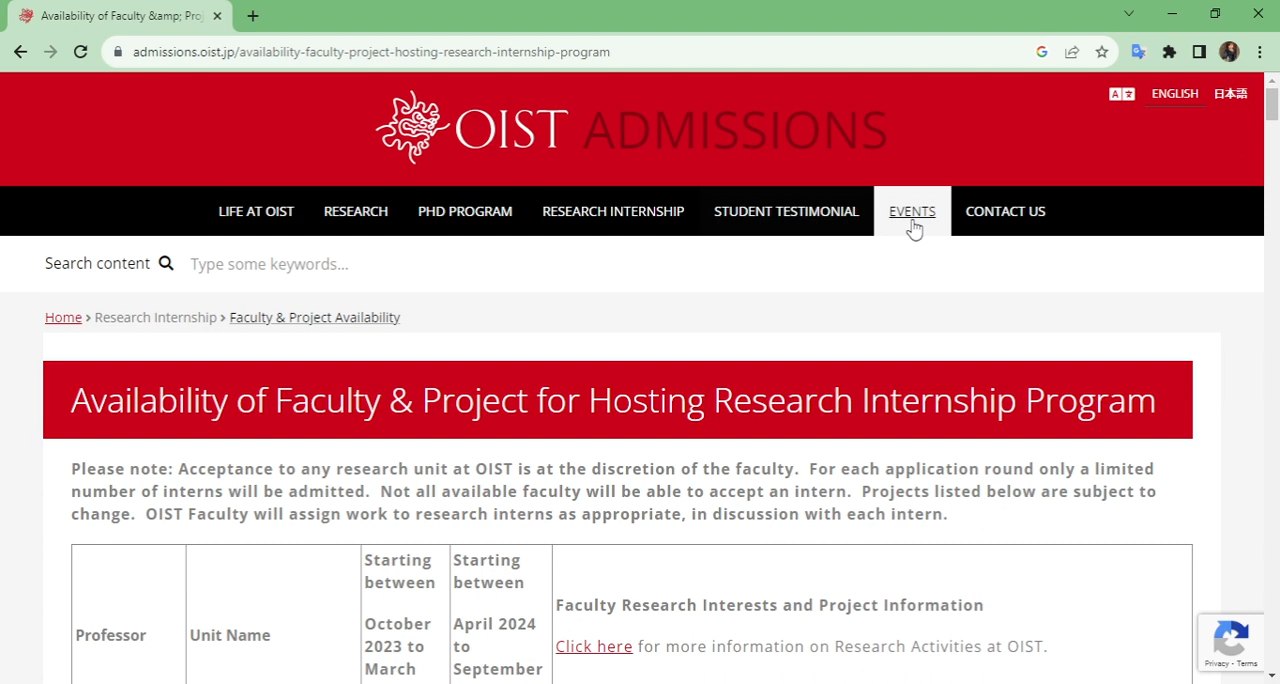 Availability of Faculty &amp; Proj
admissions.oist.jp/availability-faculty-project-hosting-research-internship-program
ENGLISH 日本語
OIST ADMISSIONS
LIFE AT OIST RESEARCH PHD PROGRAM RESEARCH INTERNSHIP STUDENT TESTIMONIAL EVENTS CONTACT US
Search content Type some keywords...
Home > Research Internship > Faculty & Project Availability
Availability of Faculty & Project for Hosting Research Internship Program
Please note: Acceptance to any research unit at OIST is at the discretion of the faculty. For each application round only a limited
number of interns will be admitted. Not all available faculty will be able to accept an intern. Projects listed below are subject to
change. OIST Faculty will assign work to research interns as appropriate, in discussion with each intern.
Professor
Unit Name
Starting
between
October
2023 to
March
Starting
between
April 2024
to
September
Faculty Research Interests and Project Information
Click here for more information on Research Activities at OIST.
Privacy - Terms